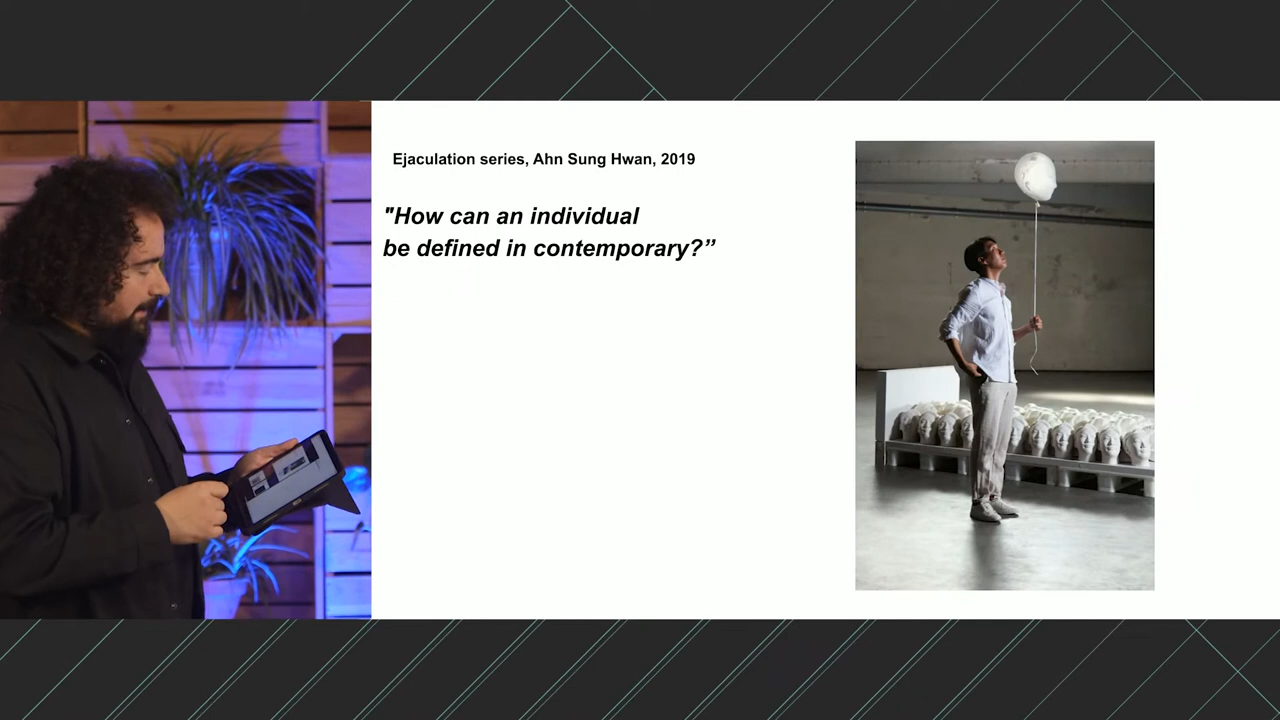 Ejaculation series, Ahn Sung Hwan, 2019
"How can an individual
be defined in contemporary?”